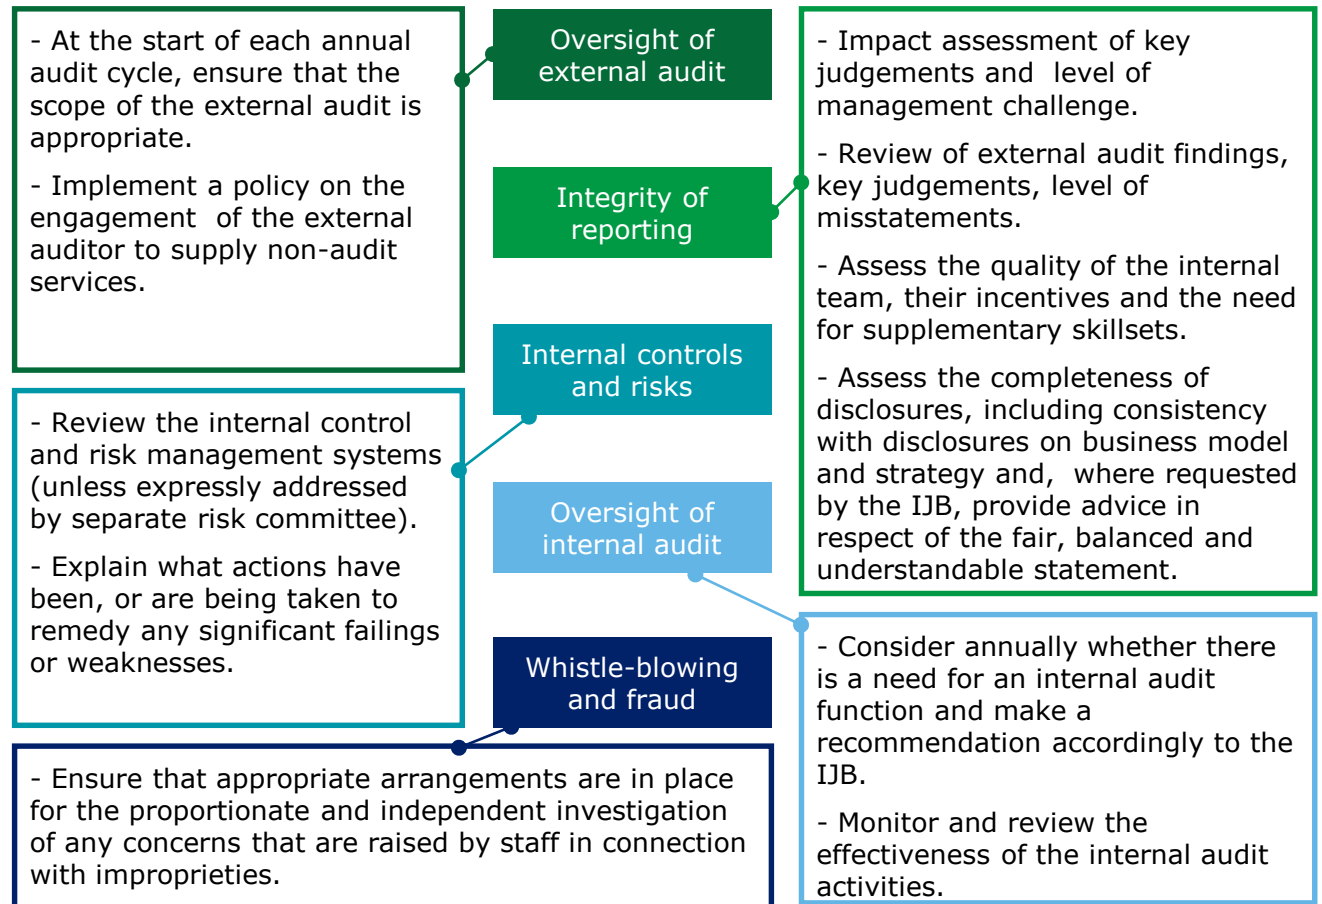 Oversight of
external audit
- At the start of each annual
audit cycle, ensure that the
scope of the external audit is
appropriate.
- Implement a policy on the
engagement  of the external
auditor to supply non-audit
services.
Integrity of
reporting
- Impact assessment of key
judgements and  level of
management challenge.
- Review of external audit findings,
key judgements, level of
misstatements.
- Assess the quality of the internal
team, their incentives and the need
for supplementary skillsets.
- Assess the completeness of
disclosures, including consistency
with disclosures on business model
and strategy and,  where requested
by the IJB, provide advice in
respect of the fair, balanced and
understandable statement.
Internal controls
and risks
- Review the internal control
and risk management systems
(unless expressly addressed
by separate risk committee).
- Explain what actions have
been, or are being taken to
remedy any significant failings
or weaknesses.
Oversight of
internal audit
- Consider annually whether there
is a need for an internal audit
function and make a
recommendation accordingly to the
IJB.
- Monitor and review the
effectiveness of the internal audit
activities.
Whistle-blowing
and fraud
- Ensure that appropriate arrangements are in place
for the proportionate and independent investigation
of any concerns that are raised by staff in connection
with improprieties.